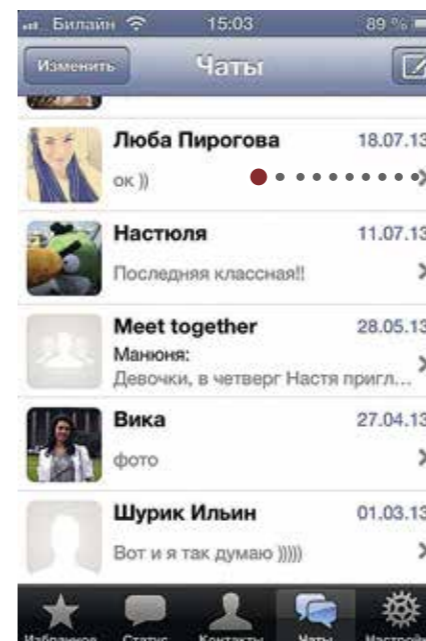 Билайн 15:03 89 %
Изменить Чаты
Люба Пирогова 18.07.13
ок ))
Настюля 11.07.13
Последняя классная!!
Meet together 28.05.13
Манюня:
Девочки, в четверг Настя пригл...
Вика 27.04.13
фото
Шурик Ильин 01.03.13
Вот и я так думаю )))))
Избранное Статус Контакты Чаты Настройк